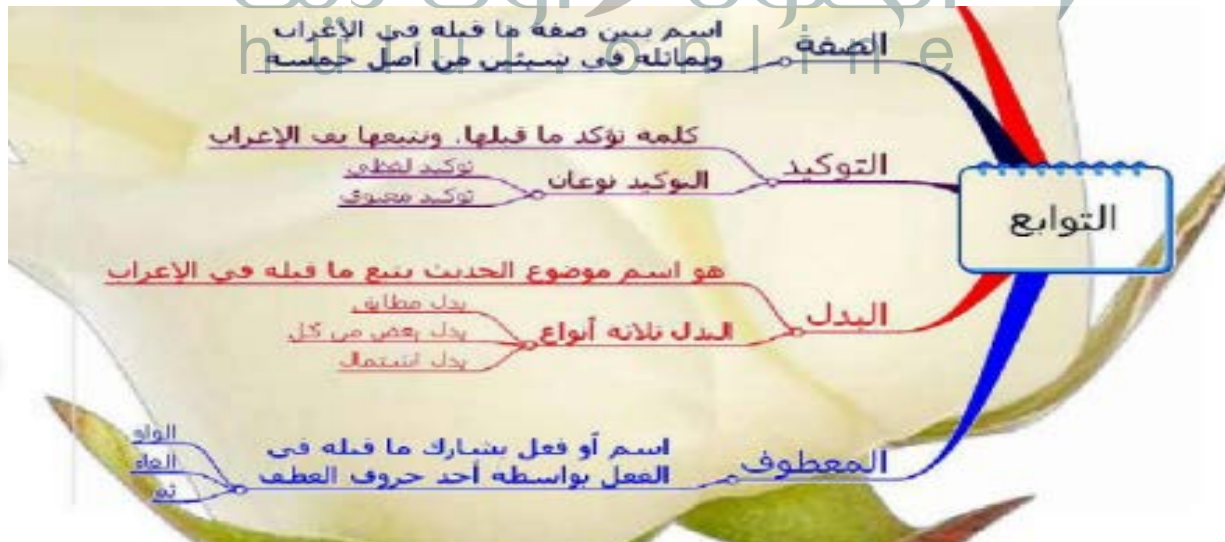 hululonline
التوابع
الصفة
اسم يبين صفة ما قبله في الإعراب
ويماثله في شيئين من أصل خمسة
التوكيد
كلمة تؤكد ما قبلها، وتتبعها بف الإعراب
التوكيد نوعان
توكيد لفظي
توكيد معنوي
البدل
هو اسم موضوع الحديث يتبع ما قبله في الإعراب
البدل ثلاثة أنواع
بدل مطابق
بدل بعض من كل
بدل اشتمال
المعطوف
اسم أو فعل يشارك ما قبله في
الفعل بواسطة أحد حروف العطف
الواو
الفاء
ثم